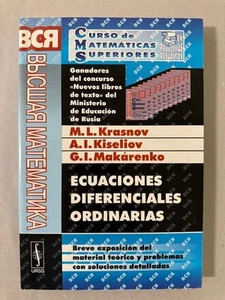 ВСЯ
ВЫСШАЯ МАТЕМАТИКА
URSS
CURSO de
MATEMATICAS
SUPERIORES
Ganadores
del concurso
«Nuevos libros
de texto» del
Ministerio
de Educación
de Rusia
M.L.Krasnov
A.I.Kiseliov
G.I.Makárenko
ECUACIONES
DIFERENCIALES
ORDINARIAS
Breve exposición del
material teórico y problemas
con soluciones detalladas